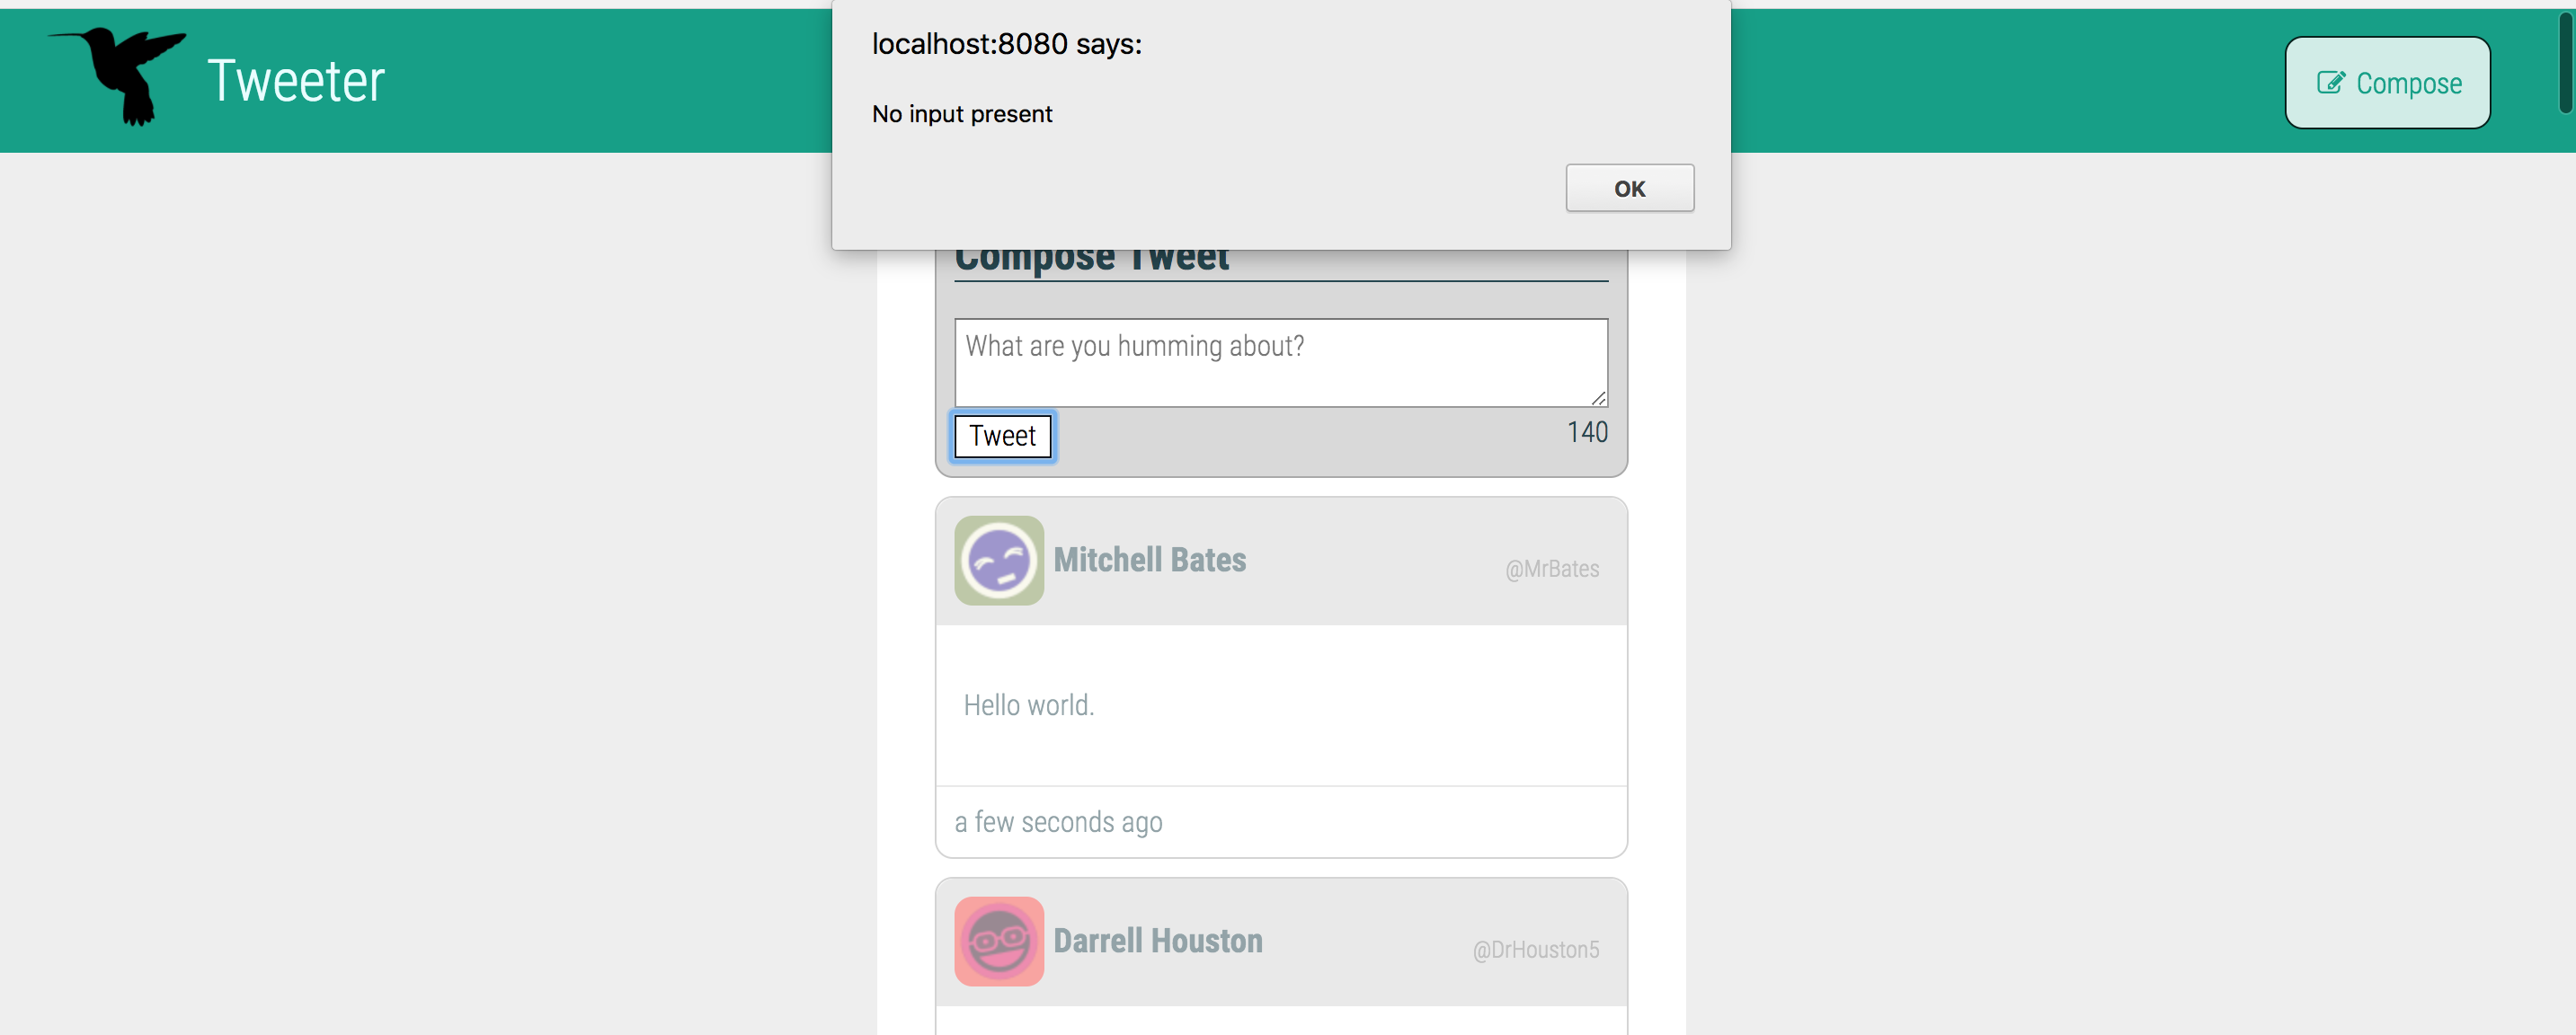 localhost:8080 says:
No input present
OK
Tweeter
Compose
Compose Tweet
What are you humming about?
Tweet
140
Mitchell Bates
@MrBates
Hello world.
a few seconds ago
Darrell Houston
@DrHouston5